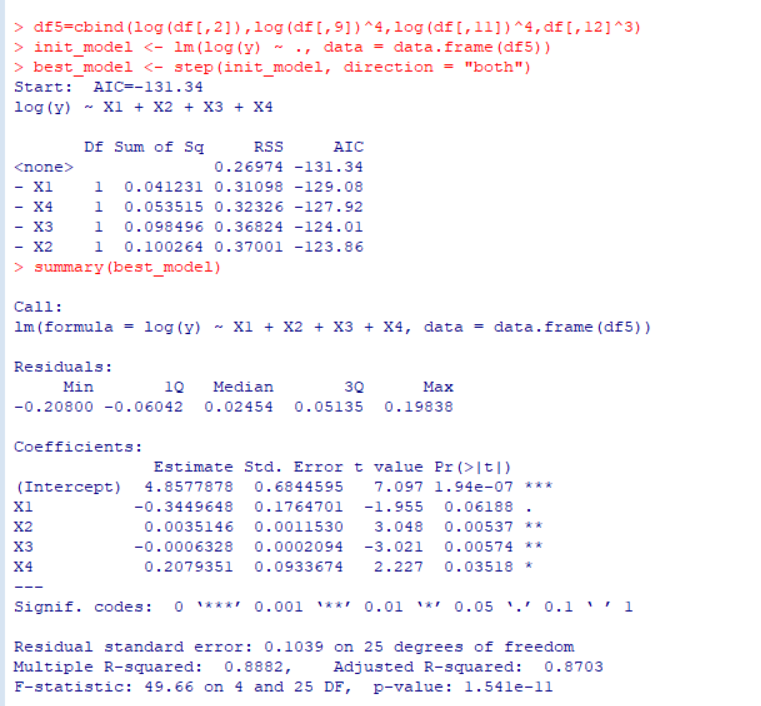 > df5=cbind(log(df[,2]),log(df[,9])^4,log(df[,11])^4,df[,12]^3)
> init_model <- lm(log(y) ~ ., data = data.frame(df5))
> best_model <- step(init_model, direction = "both")
Start:  AIC=-131.34
log(y) ~ X1 + X2 + X3 + X4

       Df Sum of Sq     RSS     AIC
<none>              0.26974 -131.34
- X1    1  0.041231 0.31098 -129.08
- X4    1  0.053515 0.32326 -127.92
- X3    1  0.098496 0.36824 -124.01
- X2    1  0.100264 0.37001 -123.86
> summary(best_model)

Call:
lm(formula = log(y) ~ X1 + X2 + X3 + X4, data = data.frame(df5))

Residuals:
     Min       1Q   Median       3Q      Max
-0.20800 -0.06042  0.02454  0.05135  0.19838

Coefficients:
              Estimate Std. Error t value Pr(>|t|)
(Intercept)  4.8577878  0.6844595   7.097 1.94e-07 ***
X1          -0.3449648  0.1764701  -1.955  0.06188 .
X2           0.0035146  0.0011530   3.048  0.00537 **
X3          -0.0006328  0.0002094  -3.021  0.00574 **
X4           0.2079351  0.0933674   2.227  0.03518 *
---
Signif. codes:  0 ‘***’ 0.001 ‘**’ 0.01 ‘*’ 0.05 ‘.’ 0.1 ‘ ’ 1

Residual standard error: 0.1039 on 25 degrees of freedom
Multiple R-squared:  0.8882,    Adjusted R-squared:  0.8703
F-statistic: 49.66 on 4 and 25 DF,  p-value: 1.541e-11